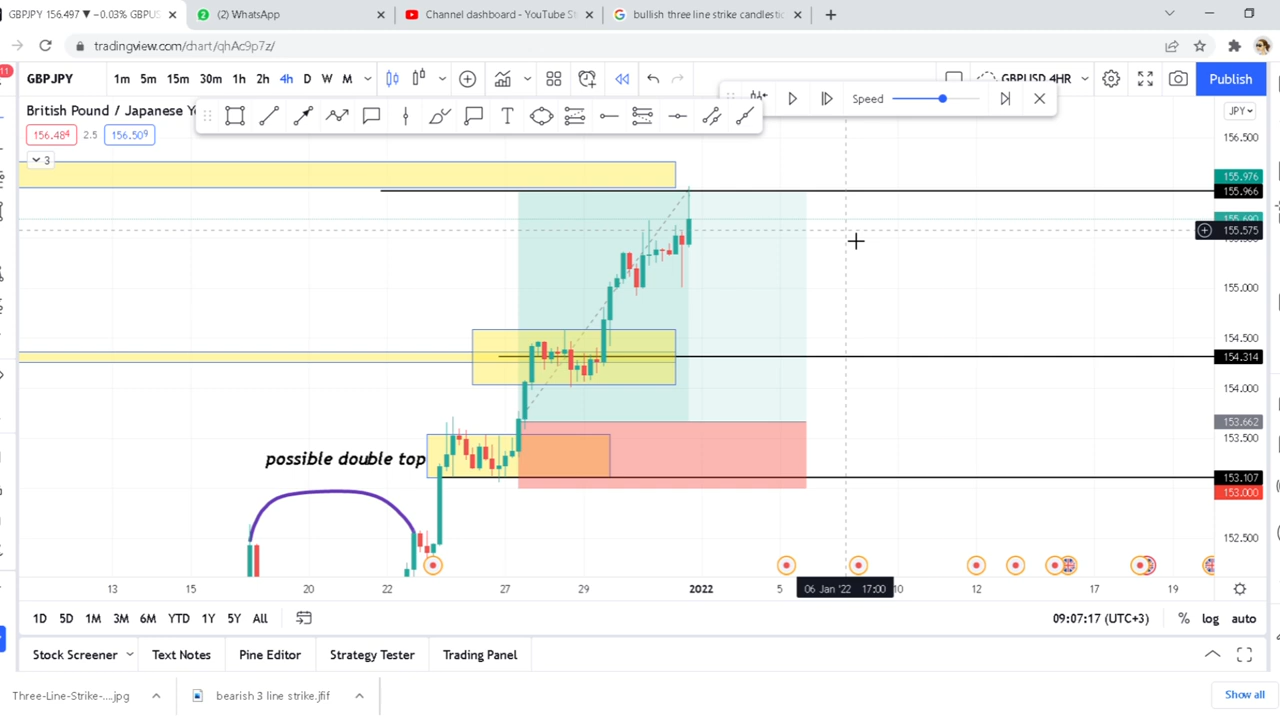 GBPJPY 156.497 ▼ −0.03% GBPUS
(2) WhatsApp
Channel dashboard - YouTube St
bullish three line strike candlestic
tradingview.com/chart/qhAc9p7z/
11
GBPJPY
1m 5m 15m 30m 1h 2h 4h D W M
GBPUSD 4HR
Publish
Speed
British Pound / Japanese Y
JPY
156.484 2.5 156.509
3
156.500
155.976
155.966
155.690
155.575
155.000
154.500
154.314
154.000
153.662
153.500
153.107
153.000
152.500
possible double top
13 15 20 22 27 29 2022 5 06 Jan '22 17:00 10 12 14 17 19
1D 5D 1M 3M 6M YTD 1Y 5Y All
09:07:17 (UTC+3) % log auto
Stock Screener Text Notes Pine Editor Strategy Tester Trading Panel
Three-Line-Strike-....jpg
bearish 3 line strike.jfif
Show all